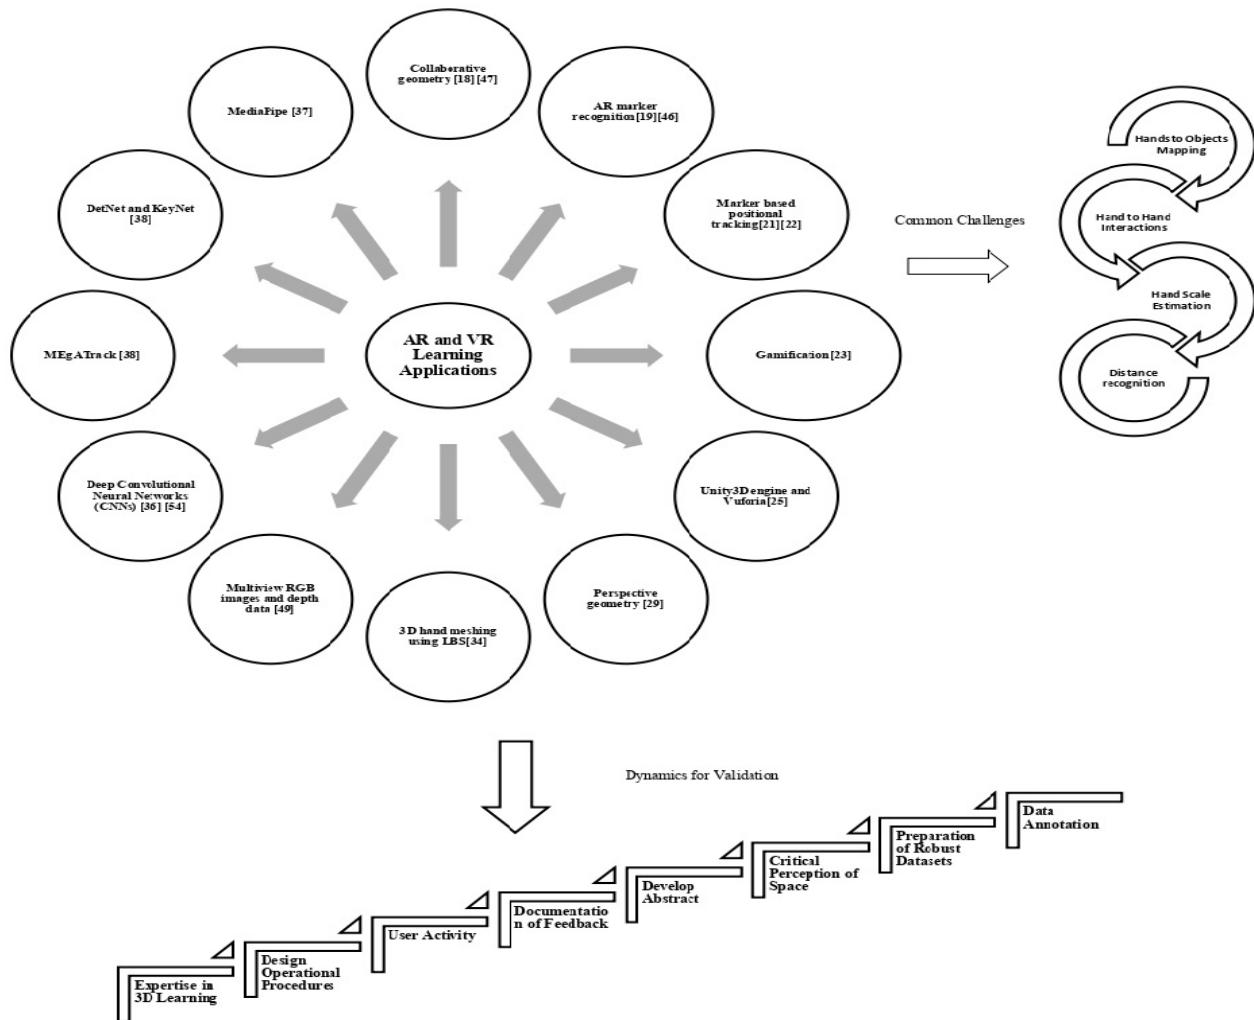 Collaborative
geometry [18] [47]
AR marker
recognition[19][46]
MediaPipe [37]
Hands to Objects
Mapping
DetNet and KeyNet
[38]
Marker based
positional
tracking[21][22]
Common Challenges
Hand to Hand
Interactions
Hand Scale
Estimation
AR and VR
Learning
Applications
MEgATrack [38]
Gamification[23]
Distance
recognition
Deep Convolutional
Neural Networks
(CNNs) [36] [54]
Unity3D engine and
Vuforia[25]
Multiview RGB
images and depth
data [49]
Perspective
geometry [29]
3D hand meshing
using LBS[34]
Dynamics for Validation
Expertise in
3D Learning
Design
Operational
Procedures
User Activity
Documentatio
n of Feedback
Develop
Abstract
Critical
Perception of
Space
Preparation
of Robust
Datasets
Data
Annotation